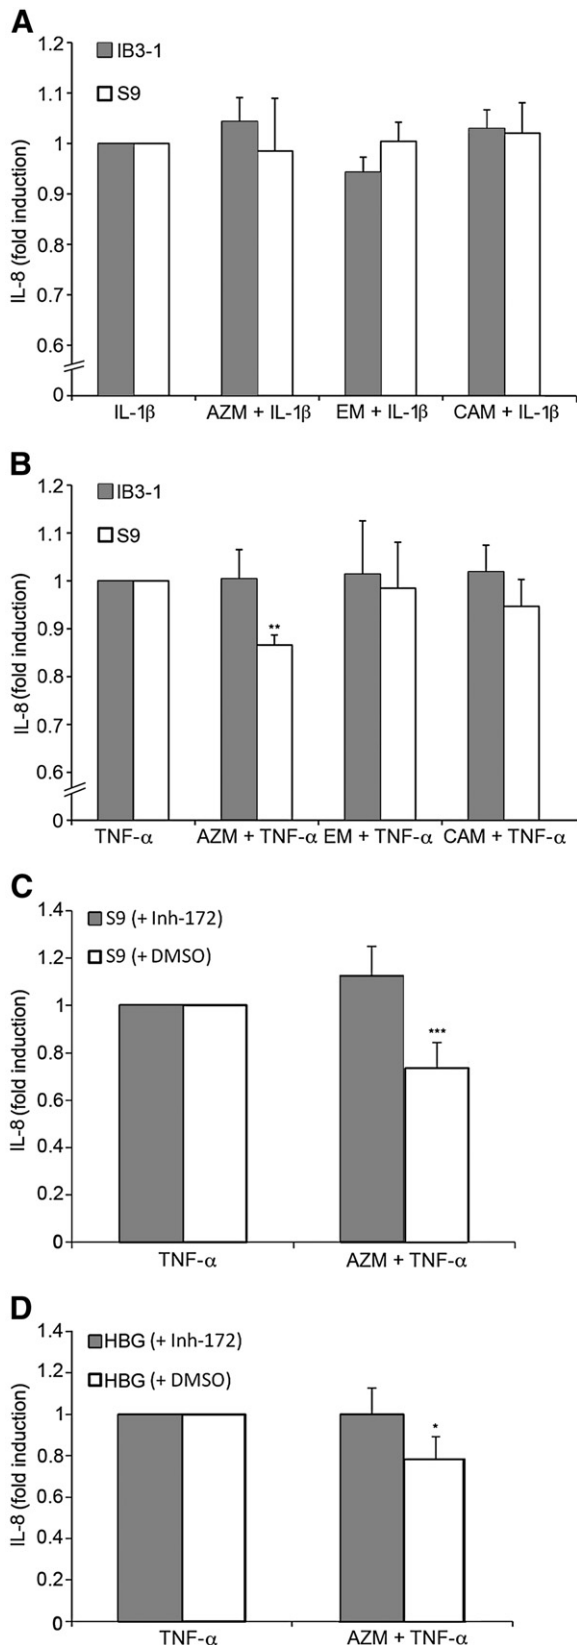 A
IL-8 (fold induction)
1.2
1.1
1
0.9
0.8
0.7
0.6
0
IB3-1
S9
IL-1β
AZM + IL-1β
EM + IL-1β
CAM + IL-1β
B
IL-8 (fold induction)
1.2
1.1
1
0.9
0.8
0.7
0.6
0
IB3-1
S9
**
TNF-α
AZM + TNF-α
EM + TNF-α
CAM + TNF-α
C
IL-8 (fold induction)
1.4
1.2
1
0.8
0.6
0.4
0.2
0
S9 (+ Inh-172)
S9 (+ DMSO)
***
TNF-α
AZM + TNF-α
D
IL-8 (fold induction)
1.4
1.2
1
0.8
0.6
0.4
0.2
0
HBG (+ Inh-172)
HBG (+ DMSO)
*
TNF-α
AZM + TNF-α